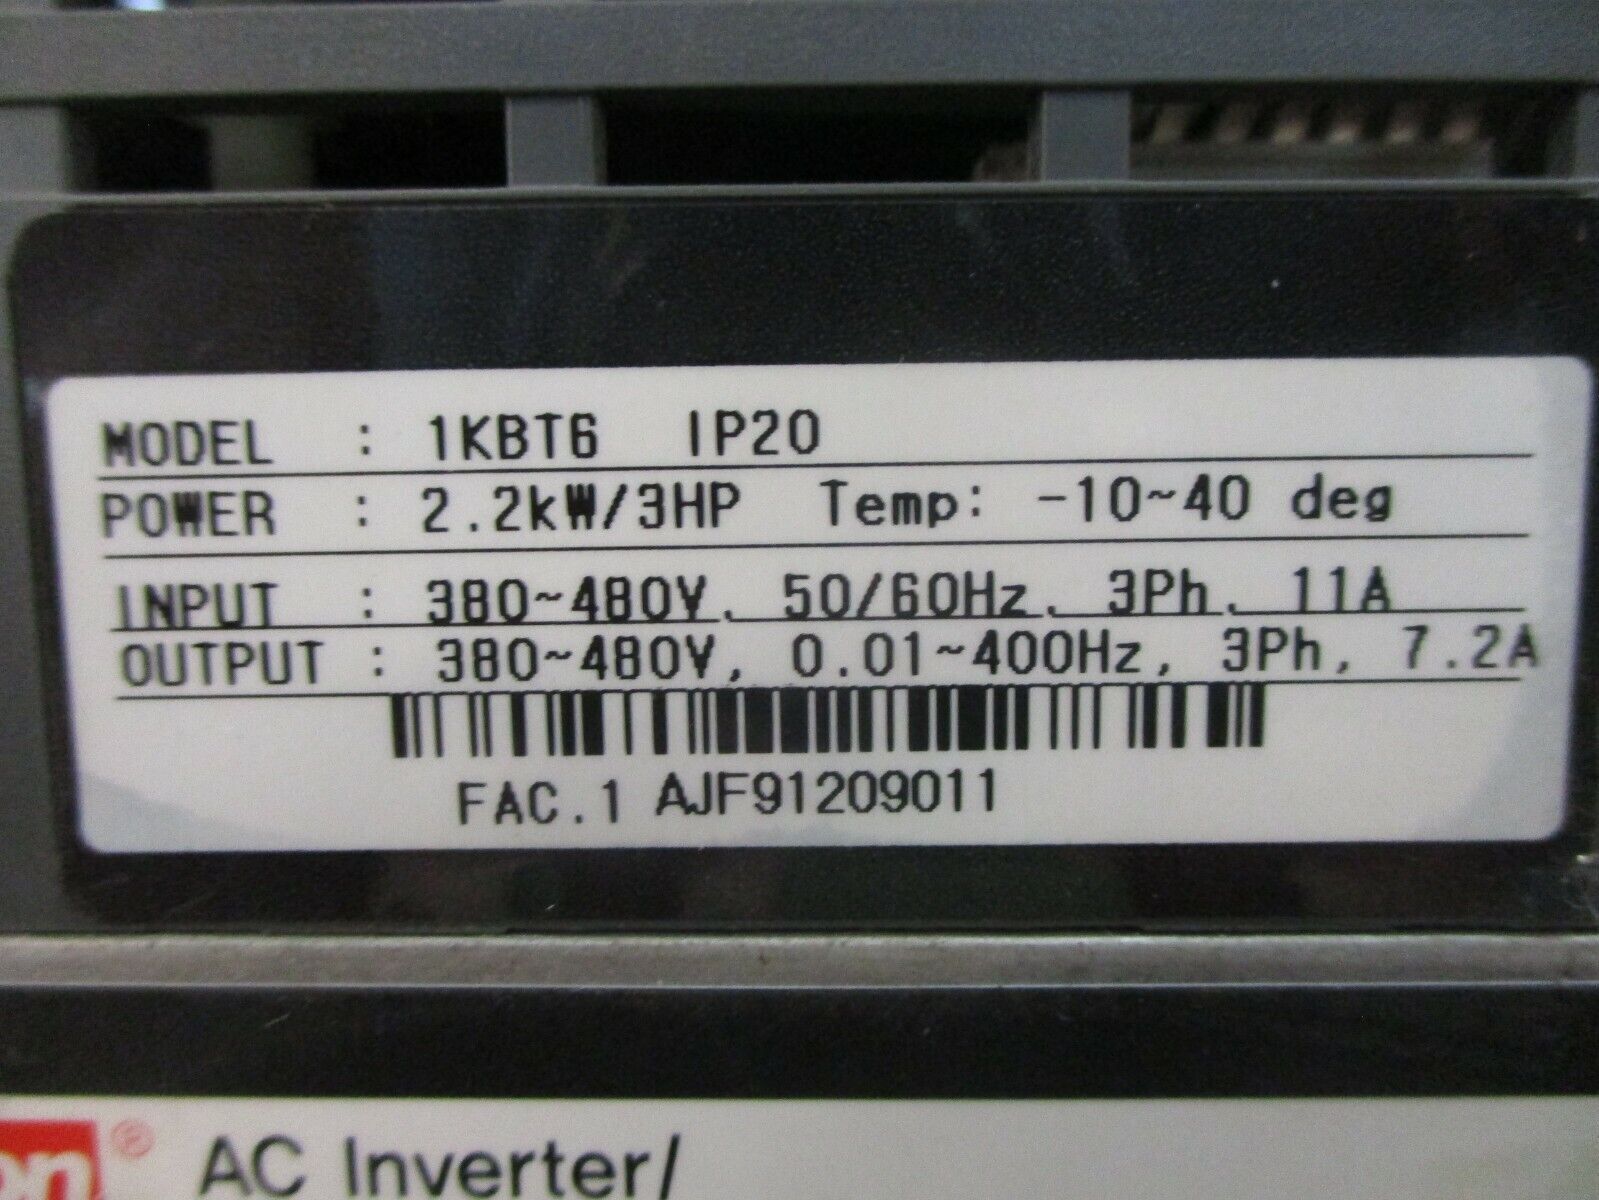 MODEL : 1KBT6 IP20
POWER : 2.2kW/3HP Temp: -10~40 deg
INPUT : 380~480V, 50/60Hz, 3Ph, 11A
OUTPUT : 380~480V, 0.01~400Hz, 3Ph, 7.2A
FAC.1 AJF91209011
on® AC Inverter/